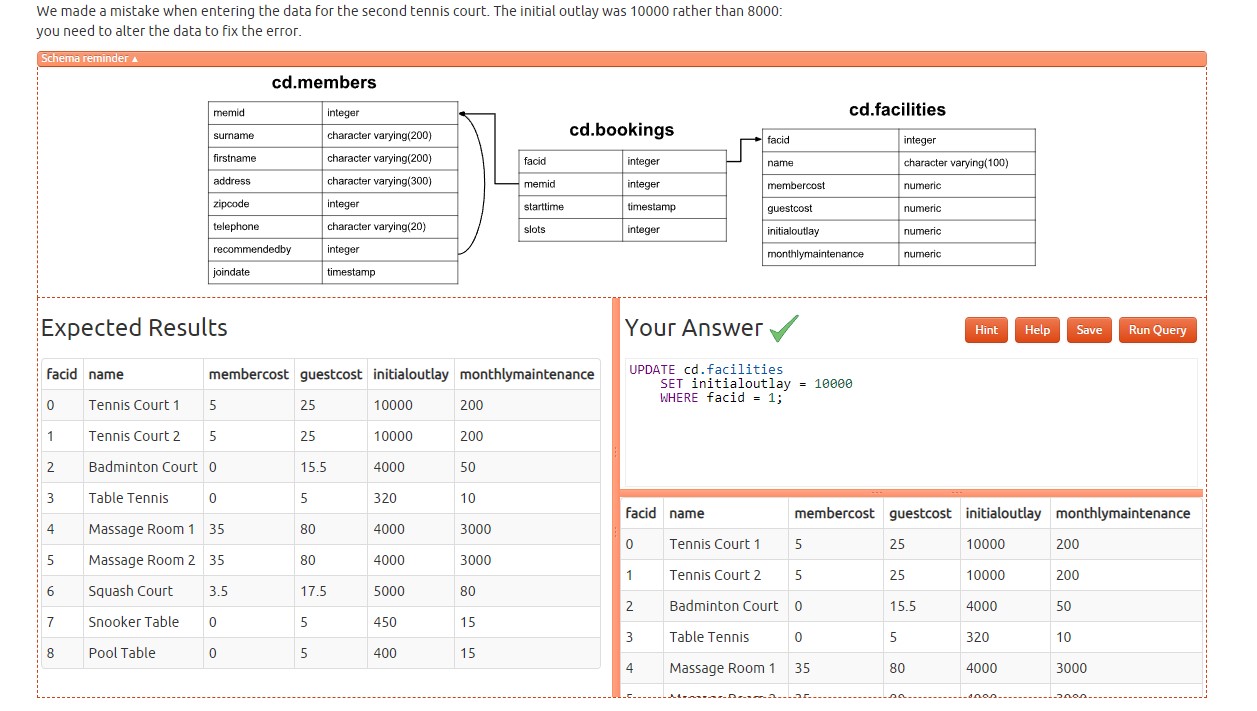 We made a mistake when entering the data for the second tennis court. The initial outlay was 10000 rather than 8000:
you need to alter the data to fix the error.
Schema reminder ▲
cd.members
memid integer
surname character varying(200)
firstname character varying(200)
address character varying(300)
zipcode integer
telephone character varying(20)
recommendedby integer
joindate timestamp
cd.bookings
facid integer
memid integer
starttime timestamp
slots integer
cd.facilities
facid integer
name character varying(100)
membercost numeric
guestcost numeric
initialoutlay numeric
monthlymaintenance numeric
Expected Results
facid name membercost guestcost initialoutlay monthlymaintenance
0 Tennis Court 1 5 25 10000 200
1 Tennis Court 2 5 25 10000 200
2 Badminton Court 0 15.5 4000 50
3 Table Tennis 0 5 320 10
4 Massage Room 1 35 80 4000 3000
5 Massage Room 2 35 80 4000 3000
6 Squash Court 3.5 17.5 5000 80
7 Snooker Table 0 5 450 15
8 Pool Table 0 5 400 15
Your Answer
Hint Help Save Run Query
UPDATE cd.facilities
SET initialoutlay = 10000
WHERE facid = 1;
facid name membercost guestcost initialoutlay monthlymaintenance
0 Tennis Court 1 5 25 10000 200
1 Tennis Court 2 5 25 10000 200
2 Badminton Court 0 15.5 4000 50
3 Table Tennis 0 5 320 10
4 Massage Room 1 35 80 4000 3000